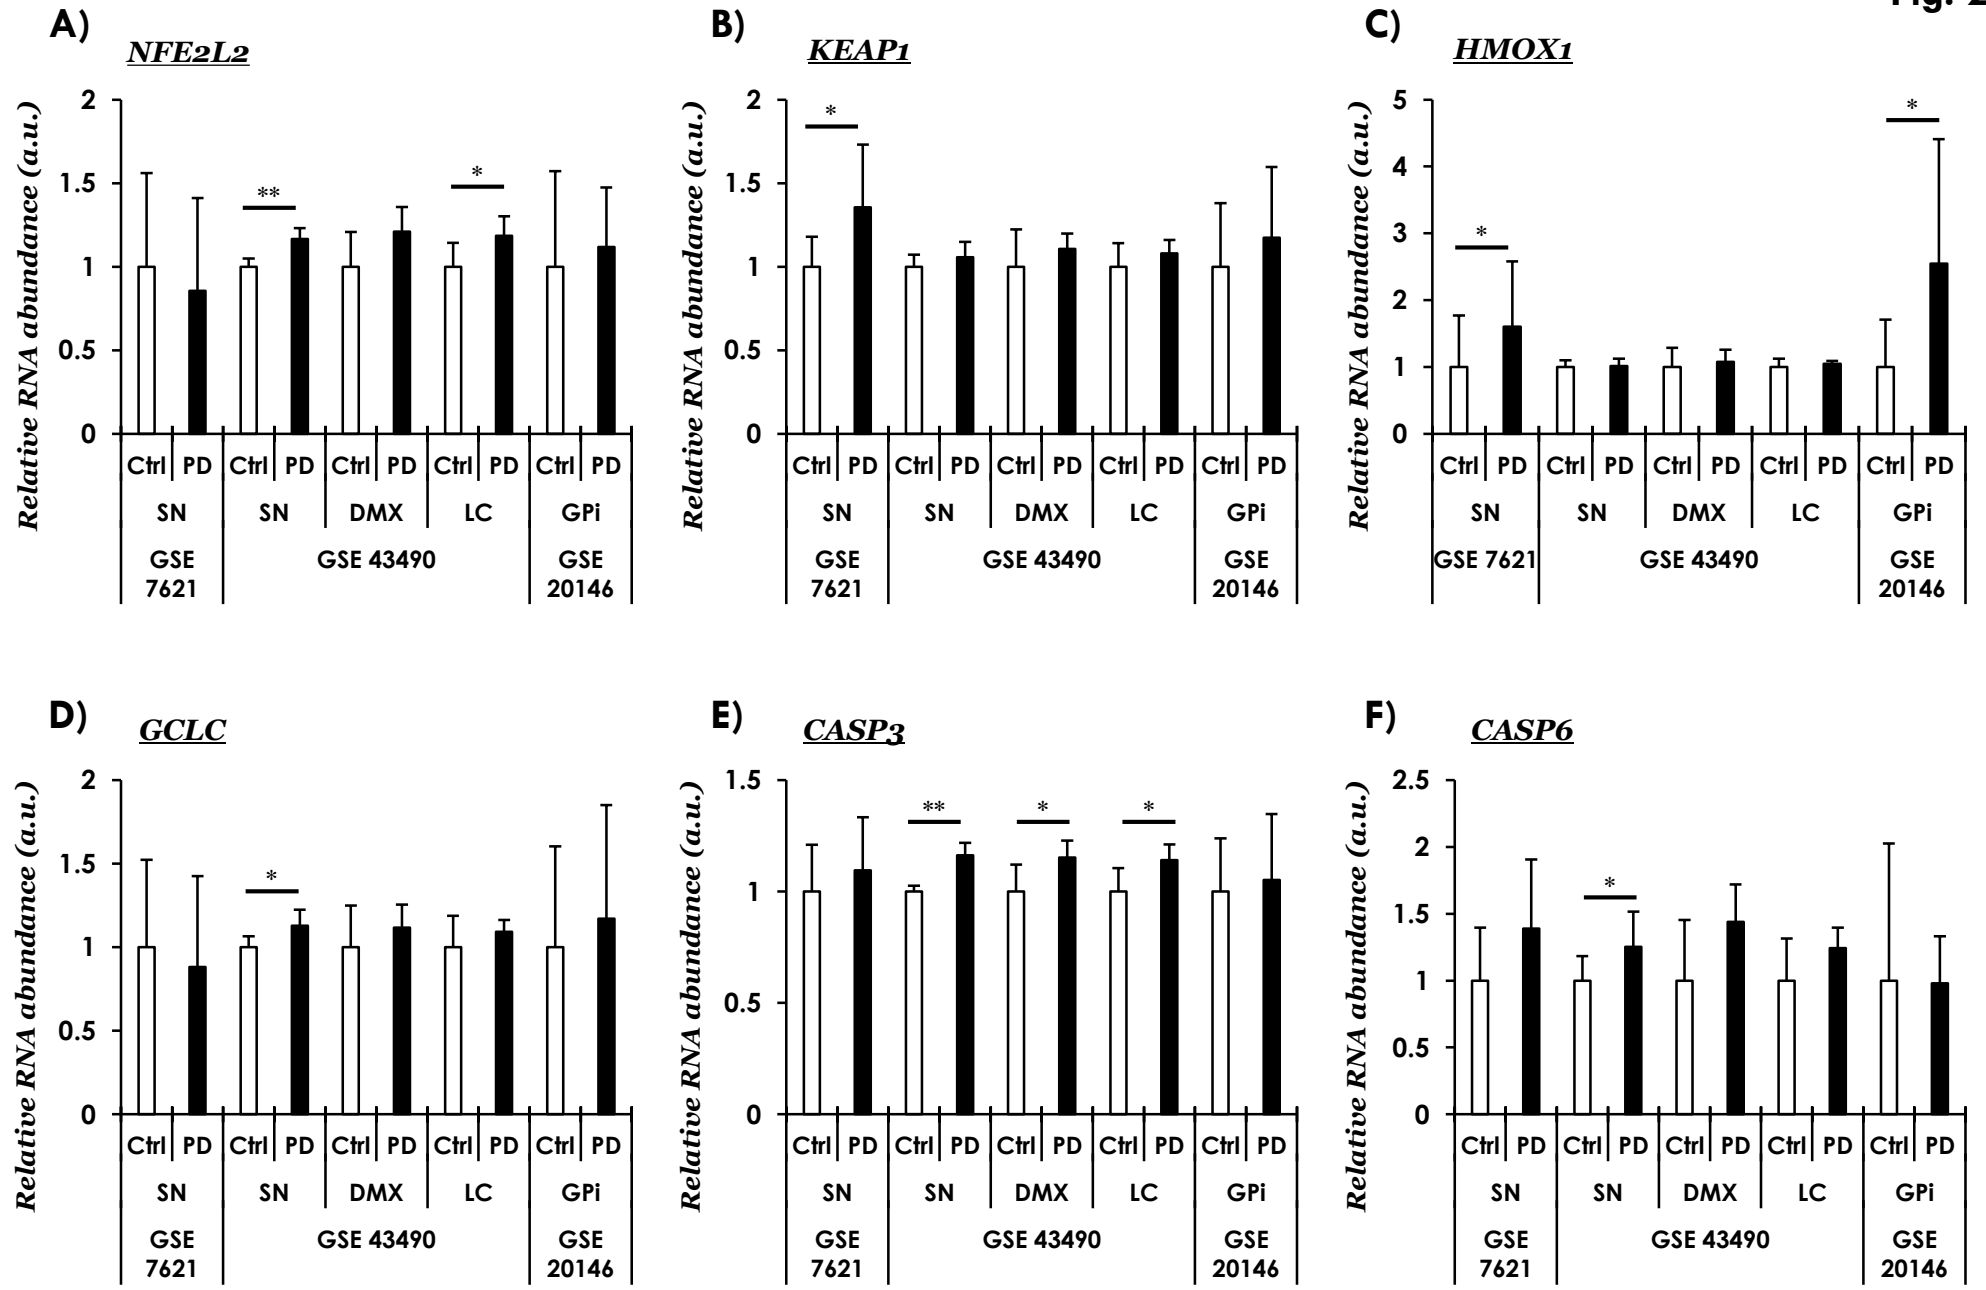 Fig. 2
A)
NFE2L2
**
*
2
1.5
1
0.5
0
Relative RNA abundance (a.u.)
Ctrl PD Ctrl PD Ctrl PD Ctrl PD Ctrl PD
SN SN DMX LC GPi
GSE 7621 GSE 43490 GSE 20146
B)
KEAP1
*
2
1.5
1
0.5
0
Relative RNA abundance (a.u.)
Ctrl PD Ctrl PD Ctrl PD Ctrl PD Ctrl PD
SN SN DMX LC GPi
GSE 7621 GSE 43490 GSE 20146
C)
HMOX1
*
*
5
4
3
2
1
0
Relative RNA abundance (a.u.)
Ctrl PD Ctrl PD Ctrl PD Ctrl PD Ctrl PD
SN SN DMX LC GPi
GSE 7621 GSE 43490 GSE 20146
D)
GCLC
*
2
1.5
1
0.5
0
Relative RNA abundance (a.u.)
Ctrl PD Ctrl PD Ctrl PD Ctrl PD Ctrl PD
SN SN DMX LC GPi
GSE 7621 GSE 43490 GSE 20146
E)
CASP3
** * *
1.5
1
0.5
0
Relative RNA abundance (a.u.)
Ctrl PD Ctrl PD Ctrl PD Ctrl PD Ctrl PD
SN SN DMX LC GPi
GSE 7621 GSE 43490 GSE 20146
F)
CASP6
*
2.5
2
1.5
1
0.5
0
Relative RNA abundance (a.u.)
Ctrl PD Ctrl PD Ctrl PD Ctrl PD Ctrl PD
SN SN DMX LC GPi
GSE 7621 GSE 43490 GSE 20146